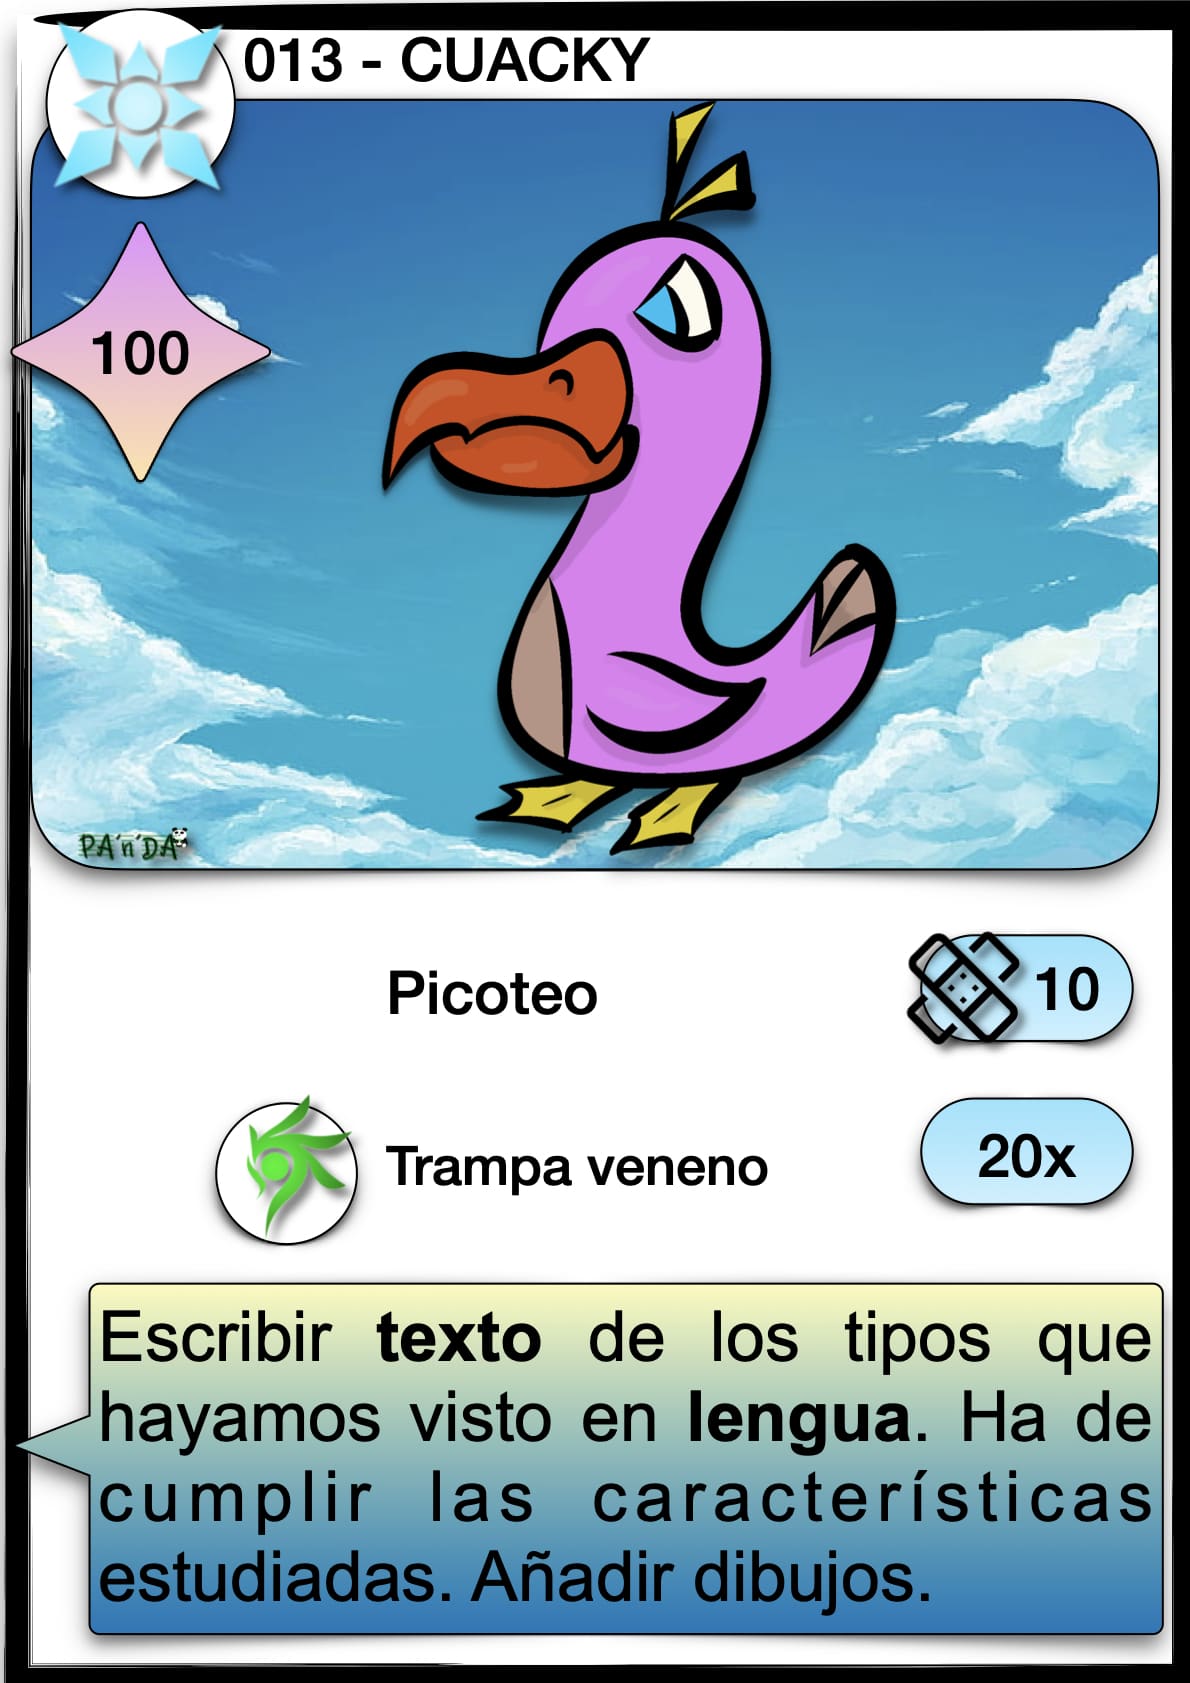 013 - CUACKY
100
PA'n'DA
Picoteo
10
Trampa veneno
20x
Escribir texto de los tipos que
hayamos visto en lengua. Ha de
cumplir las características
estudiadas. Añadir dibujos.